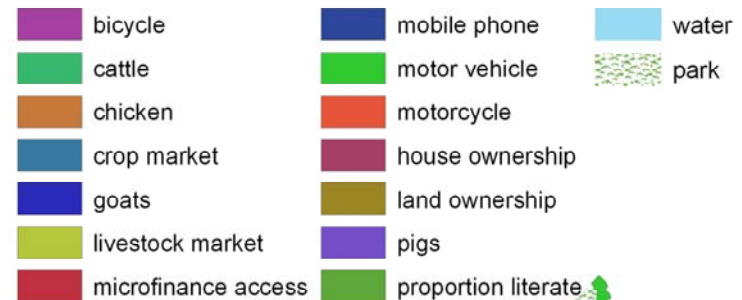 bicycle
cattle
chicken
crop market
goats
livestock market
microfinance access
mobile phone
motor vehicle
motorcycle
house ownership
land ownership
pigs
proportion literate
water
park